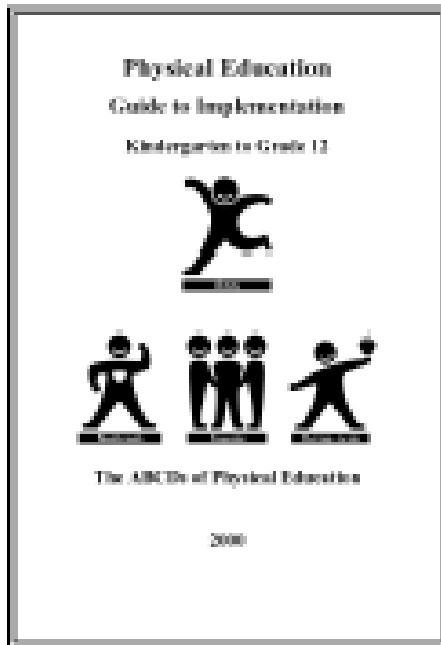 Physical Education
Guide to Implementation
Kindergarten to Grade 12
The ABCDs of Physical Education
2000